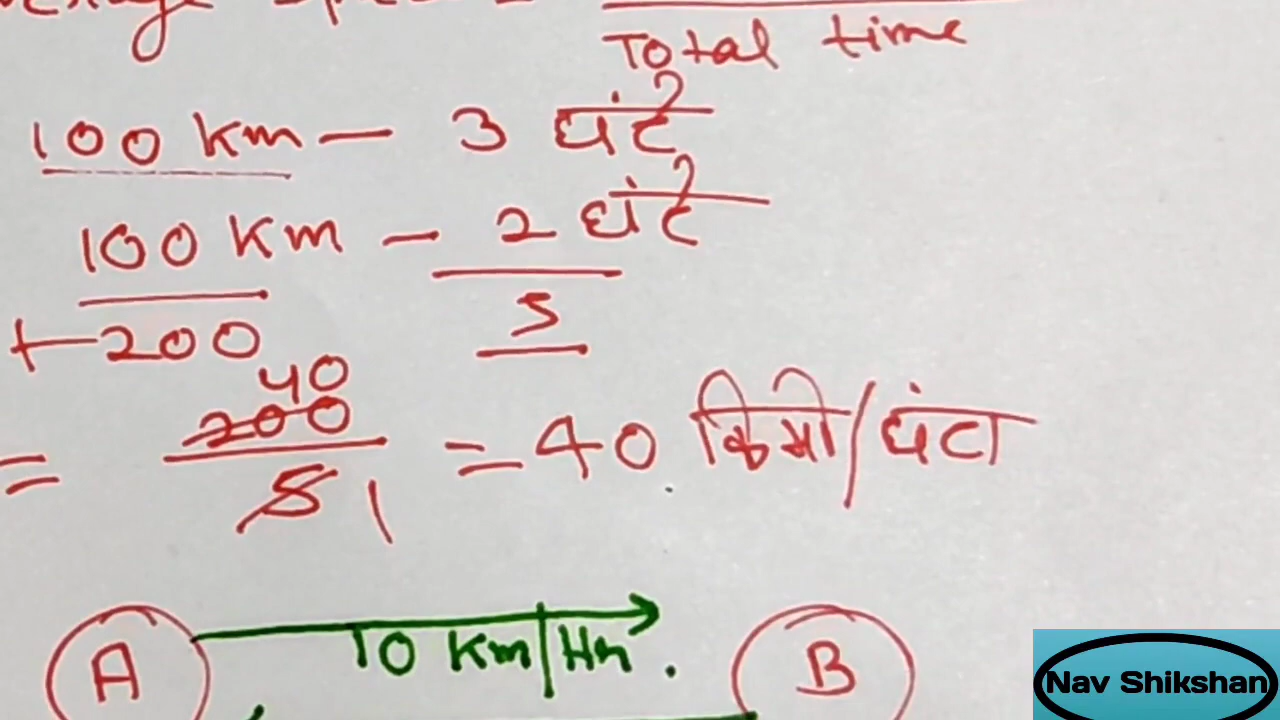 Total time
100 km — 3 घंटे
100 km — 2 घंटे
+200 5
40
200
= = 40 किमी/घंटा
5 1
A 10 Km/Hr. B
Nav Shikshan